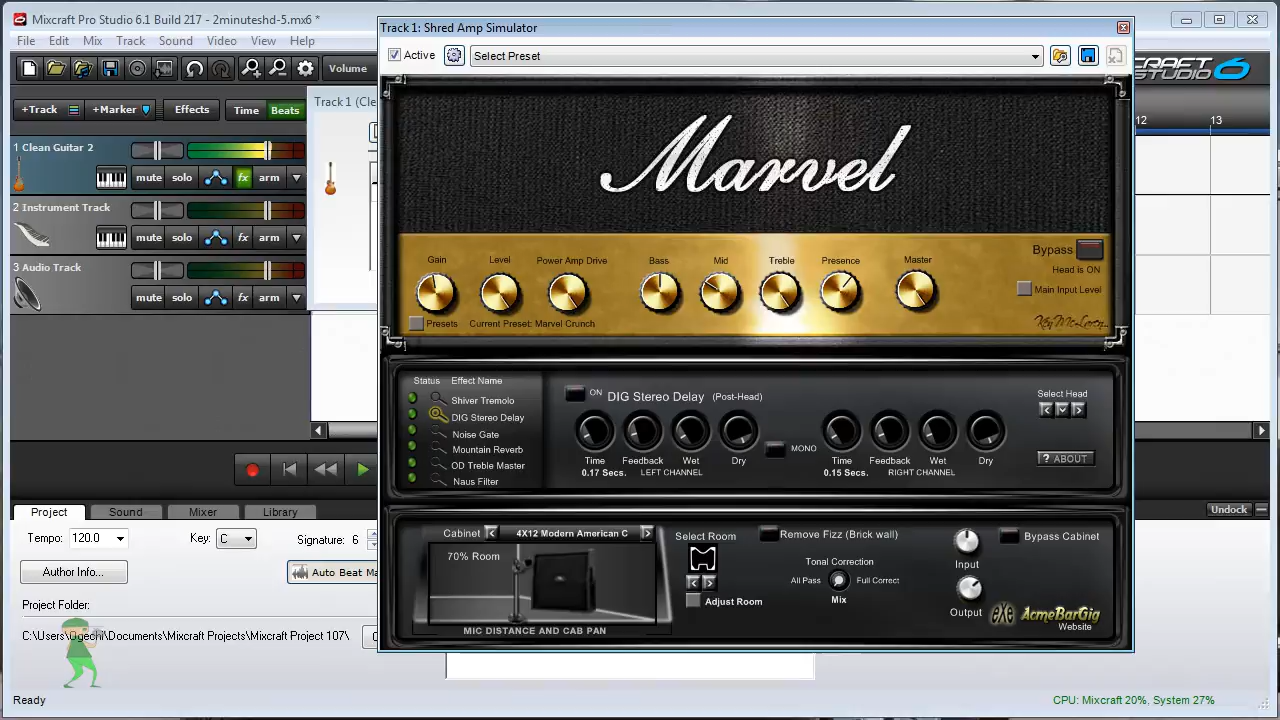 Mixcraft Pro Studio 6.1 Build 217 - 2minuteshd-5.mx6 *
File Edit Mix Track Sound Video View Help
Volume
+Track +Marker Effects Time Beats
Track 1 (Cle
12 13
1 Clean Guitar 2
mute solo fx arm
2 Instrument Track
mute solo fx arm
3 Audio Track
mute solo fx arm
Track 1: Shred Amp Simulator
Active Select Preset
Marvel
Bypass
Head is ON
Main Input Level
Gain Level Power Amp Drive Bass Mid Treble Presence Master
Presets Current Preset: Marvel Crunch
Status Effect Name
Shiver Tremolo
DIG Stereo Delay
Noise Gate
Mountain Reverb
OD Treble Master
Naus Filter
ON DIG Stereo Delay (Post-Head)
Time Feedback Wet Dry MONO Time Feedback Wet Dry
0.17 Secs. LEFT CHANNEL 0.15 Secs. RIGHT CHANNEL
Select Head
? ABOUT
Cabinet 4X12 Modern American C
70% Room
MIC DISTANCE AND CAB PAN
Select Room
Adjust Room
Remove Fizz (Brick wall)
Tonal Correction
All Pass Full Correct
Mix
Input
Output
Bypass Cabinet
AcmeBarGig
Website
Project Sound Mixer Library
Undock
Tempo: 120.0 Key: C Signature: 6
Author Info... Auto Beat Ma
Project Folder:
Ready
CPU: Mixcraft 20%, System 27%